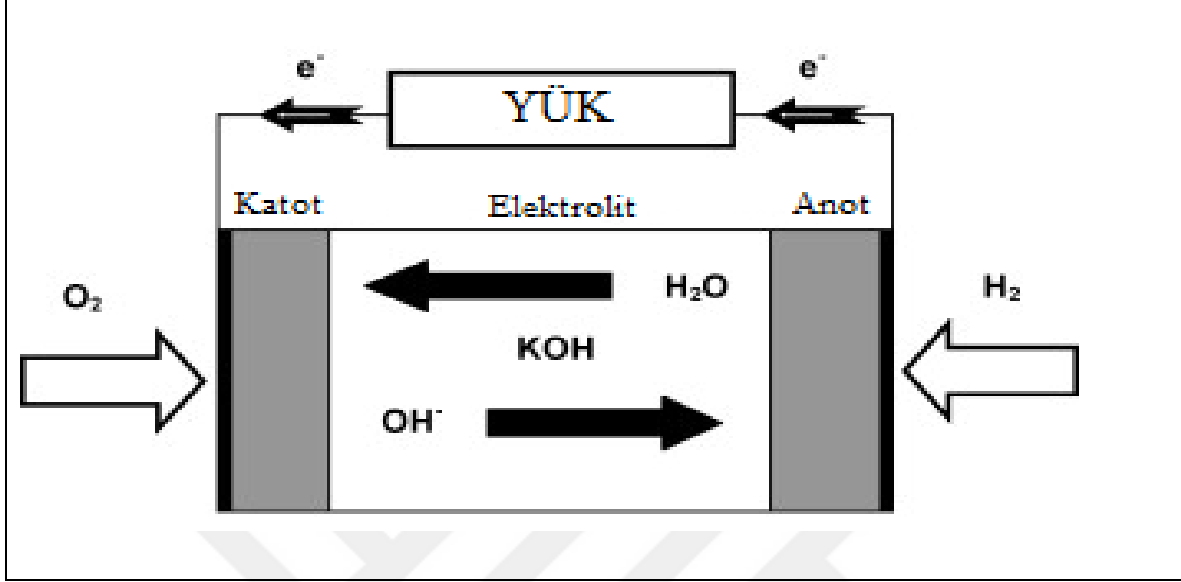 e⁻ e⁻
YÜK
Katot Elektrolit Anot
O₂ H₂O H₂
KOH
OH⁻